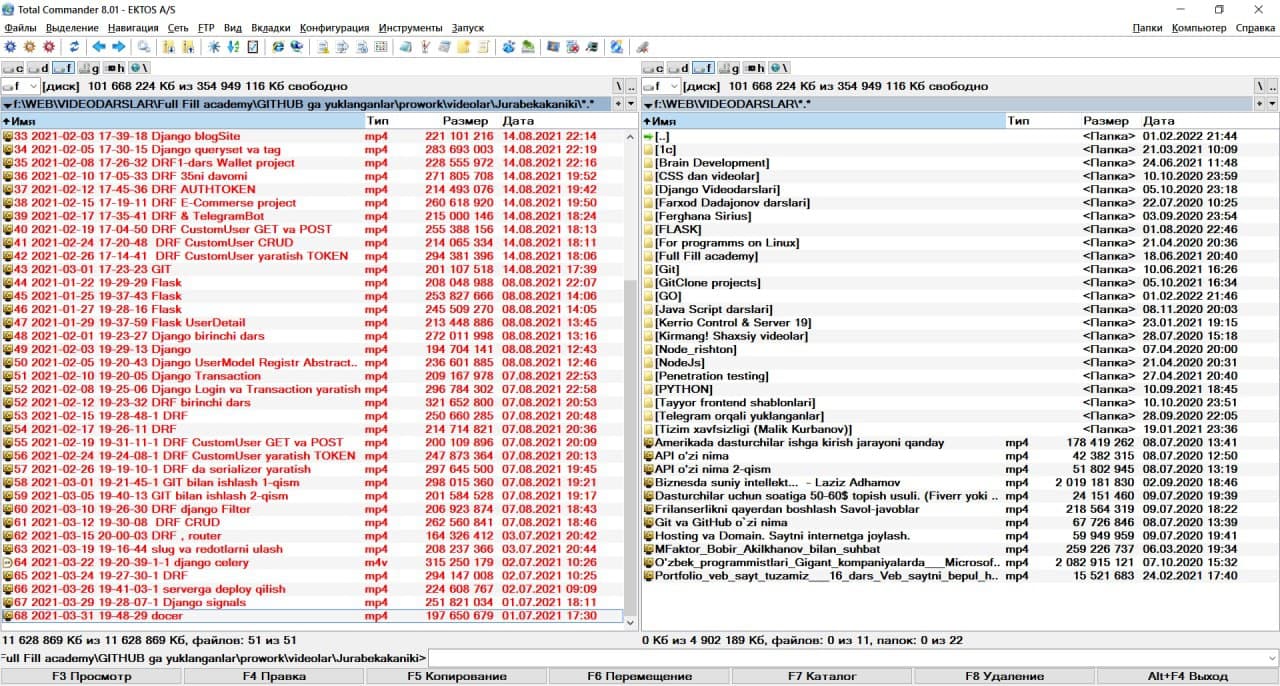 Total Commander 8.01 - EKTOS A/S
Файлы Выделение Навигация Сеть FTP Вид Вкладки Конфигурация Инструменты Запуск Папки Компьютер Справка
c d f g h \ c d f g h \
f [диск] 101 668 224 Кб из 354 949 116 Кб свободно \ .. f [диск] 101 668 224 Кб из 354 949 116 Кб свободно \ ..
f:\WEB\VIDEODARSLAR\Full Fill academy\GITHUB ga yuklanganlar\prowork\videolar\Jurabekakaniki\*.*
Имя Тип Размер Дата
33 2021-02-03 17-39-18 Django blogSite mp4 221 101 216 14.08.2021 22:14
34 2021-02-05 17-30-15 Django queryset va tag mp4 283 693 003 14.08.2021 22:19
35 2021-02-08 17-26-32 DRF1-dars Wallet project mp4 228 555 972 14.08.2021 22:16
36 2021-02-10 17-05-33 DRF 35ni davomi mp4 271 805 708 14.08.2021 19:52
37 2021-02-12 17-45-36 DRF AUTHTOKEN mp4 214 493 076 14.08.2021 19:42
38 2021-02-15 17-19-11 DRF E-Commerse project mp4 260 618 920 14.08.2021 19:50
39 2021-02-17 17-35-41 DRF & TelegramBot mp4 215 000 146 14.08.2021 18:24
40 2021-02-19 17-04-50 DRF CustomUser GET va POST mp4 255 388 156 14.08.2021 18:13
41 2021-02-24 17-20-48 DRF CustomUser CRUD mp4 214 065 334 14.08.2021 18:11
42 2021-02-26 17-14-41 DRF CustomUser yaratish TOKEN mp4 294 381 396 14.08.2021 18:06
43 2021-03-01 17-23-23 GIT mp4 201 107 518 14.08.2021 17:39
44 2021-01-22 19-29-29 Flask mp4 208 048 988 08.08.2021 22:07
45 2021-01-25 19-37-43 Flask mp4 253 827 666 08.08.2021 14:06
46 2021-01-27 19-28-16 Flask mp4 245 509 270 08.08.2021 14:05
47 2021-01-29 19-37-59 Flask UserDetail mp4 213 448 886 08.08.2021 13:45
48 2021-02-01 19-23-27 Django birinchi dars mp4 272 011 998 08.08.2021 13:16
49 2021-02-03 19-29-13 Django mp4 194 704 141 08.08.2021 12:43
50 2021-02-05 19-20-43 Django UserModel Registr Abstract.. mp4 236 601 885 08.08.2021 12:46
51 2021-02-10 19-20-05 Django Transaction mp4 209 167 978 07.08.2021 22:53
52 2021-02-08 19-25-06 Django Login va Transaction yaratish mp4 296 784 302 07.08.2021 22:58
52 2021-02-12 19-23-32 DRF birinchi dars mp4 321 652 800 07.08.2021 20:53
53 2021-02-15 19-28-48-1 DRF mp4 250 660 285 07.08.2021 20:48
54 2021-02-17 19-26-11 DRF mp4 214 714 821 07.08.2021 20:36
55 2021-02-19 19-31-11-1 DRF CustomUser GET va POST mp4 200 109 896 07.08.2021 20:09
56 2021-02-24 19-24-08-1 DRF CustomUser yaratish TOKEN mp4 247 873 364 07.08.2021 20:13
57 2021-02-26 19-19-10-1 DRF da serializer yaratish mp4 297 645 500 07.08.2021 19:45
58 2021-03-01 19-21-45-1 GIT bilan ishlash 1-qism mp4 298 015 360 07.08.2021 19:21
59 2021-03-05 19-40-13 GIT bilan ishlash 2-qism mp4 201 584 528 07.08.2021 19:17
60 2021-03-10 19-26-30 DRF django Filter mp4 206 923 874 07.08.2021 18:43
61 2021-03-12 19-30-08 DRF CRUD mp4 262 560 841 07.08.2021 18:46
62 2021-03-15 20-00-03 DRF , router mp4 164 326 412 03.07.2021 20:42
63 2021-03-19 19-16-44 slug va redotlarni ulash mp4 208 237 366 03.07.2021 20:44
64 2021-03-22 19-20-39-1-1 django celery m4v 315 250 179 02.07.2021 10:26
65 2021-03-24 19-27-30-1 DRF mp4 294 147 008 02.07.2021 10:25
66 2021-03-26 19-41-03-1 serverga deploy qilish mp4 224 608 767 02.07.2021 09:09
67 2021-03-29 19-28-07-1 Django signals mp4 251 821 034 01.07.2021 18:11
68 2021-03-31 19-48-29 docer mp4 197 650 679 01.07.2021 17:30
11 628 869 Кб из 11 628 869 Кб, файлов: 51 из 51
f:\WEB\VIDEODARSLAR\*.*
Имя Тип Размер Дата
[..] <Папка> 01.02.2022 21:44
[1c] <Папка> 21.03.2021 10:09
[Brain Development] <Папка> 24.06.2021 11:48
[CSS dan videolar] <Папка> 10.10.2020 23:59
[Django Videodarslari] <Папка> 05.10.2020 23:18
[Farxod Dadajonov darslari] <Папка> 22.07.2020 10:25
[Ferghana Sirius] <Папка> 03.09.2020 23:54
[FLASK] <Папка> 01.08.2020 22:46
[For programms on Linux] <Папка> 21.04.2020 20:36
[Full Fill academy] <Папка> 18.06.2021 20:40
[Git] <Папка> 10.06.2021 16:26
[GitClone projects] <Папка> 05.10.2021 16:34
[GO] <Папка> 01.02.2022 21:46
[Java Script darslari] <Папка> 08.11.2020 20:03
[Kerrio Control & Server 19] <Папка> 23.01.2021 19:15
[Kirmang! Shaxsiy videolar] <Папка> 28.07.2020 15:18
[Node_rishton] <Папка> 07.04.2020 20:00
[NodeJs] <Папка> 21.04.2020 20:31
[Penetration testing] <Папка> 27.04.2021 20:40
[PYTHON] <Папка> 10.09.2021 18:45
[Tayyor frontend shablonlari] <Папка> 10.10.2020 23:51
[Telegram orqali yuklanganlar] <Папка> 28.09.2020 22:05
[Tizim xavfsizligi (Malik Kurbanov)] <Папка> 19.01.2021 23:36
Amerikada dasturchilar ishga kirish jarayoni qanday mp4 178 419 262 08.07.2020 13:41
API o'zi nima mp4 42 382 315 08.07.2020 12:50
API o'zi nima 2-qism mp4 51 802 945 08.07.2020 13:19
Biznesda suniy intellekt... - Laziz Adhamov mp4 2 019 181 830 02.09.2020 18:46
Dasturchilar uchun soatiga 50-60$ topish usuli. (Fiverr yoki .. mp4 24 151 460 09.07.2020 19:39
Frilanserlikni qayerdan boshlash Savol-javoblar mp4 218 564 319 09.07.2020 18:22
Git va GitHub o`zi nima mp4 67 726 846 08.07.2020 13:39
Hosting va Domain. Saytni internetga joylash. mp4 59 949 959 09.07.2020 19:41
MFaktor_Bobir_Akilkhanov_bilan_suhbat mp4 259 226 737 06.03.2020 19:34
O'zbek_programmistlari_Gigant_kompaniyalarda___Microsof.. mp4 2 082 915 121 07.10.2020 15:32
Portfolio_veb_sayt_tuzamiz___16_dars_Veb_saytni_bepul_h.. mp4 15 521 683 24.02.2021 17:40
0 Кб из 4 902 189 Кб, файлов: 0 из 11, папок: 0 из 22
Full Fill academy\GITHUB ga yuklanganlar\prowork\videolar\Jurabekakaniki>
F3 Просмотр F4 Правка F5 Копирование F6 Перемещение F7 Каталог F8 Удаление Alt+F4 Выход